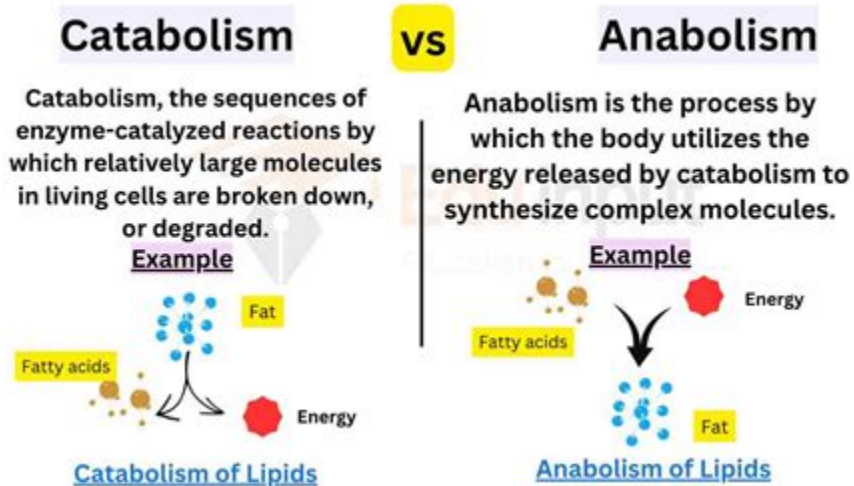 Catabolism
vs
Anabolism
Catabolism, the sequences of
enzyme-catalyzed reactions by
which relatively large molecules
in living cells are broken down,
or degraded.
Example
Fat
Fatty acids
Energy
Catabolism of Lipids
Anabolism is the process by
which the body utilizes the
energy released by catabolism to
synthesize complex molecules.
Example
Energy
Fatty acids
Fat
Anabolism of Lipids
Edu input